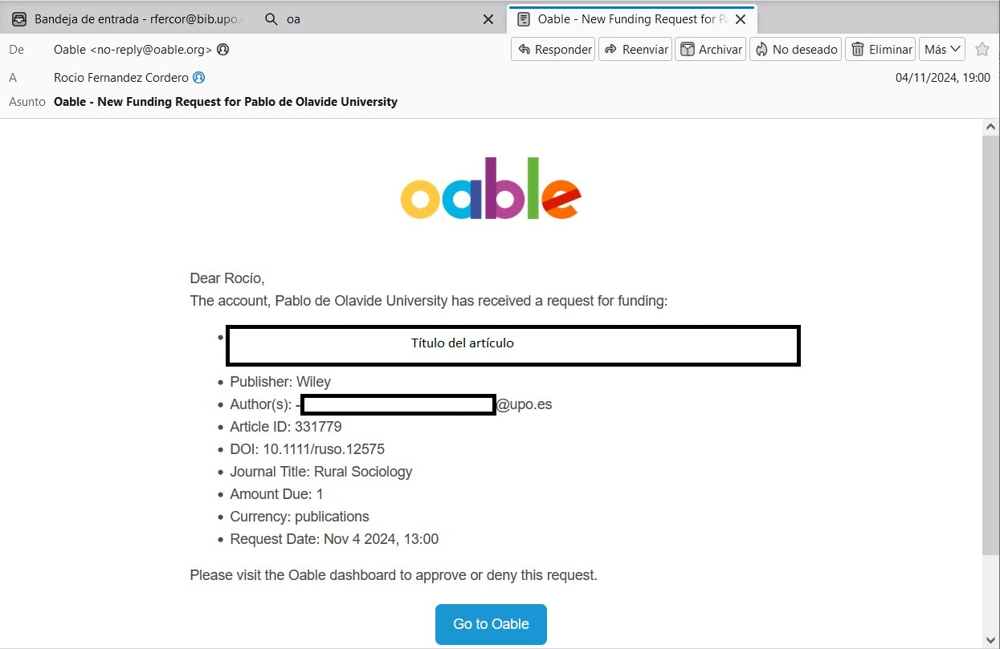 Bandeja de entrada - rfercor@bib.upo.e
oa
Oable - New Funding Request for Pa
De Oable <no-reply@oable.org>
Responder Reenviar Archivar No deseado Eliminar Más
A Rocio Fernandez Cordero 04/11/2024, 19:00
Asunto Oable - New Funding Request for Pablo de Olavide University
oable
Dear Rocío,
The account, Pablo de Olavide University has received a request for funding:
Título del artículo
• Publisher: Wiley
• Author(s): - @upo.es
• Article ID: 331779
• DOI: 10.1111/ruso.12575
• Journal Title: Rural Sociology
• Amount Due: 1
• Currency: publications
• Request Date: Nov 4 2024, 13:00
Please visit the Oable dashboard to approve or deny this request.
Go to Oable